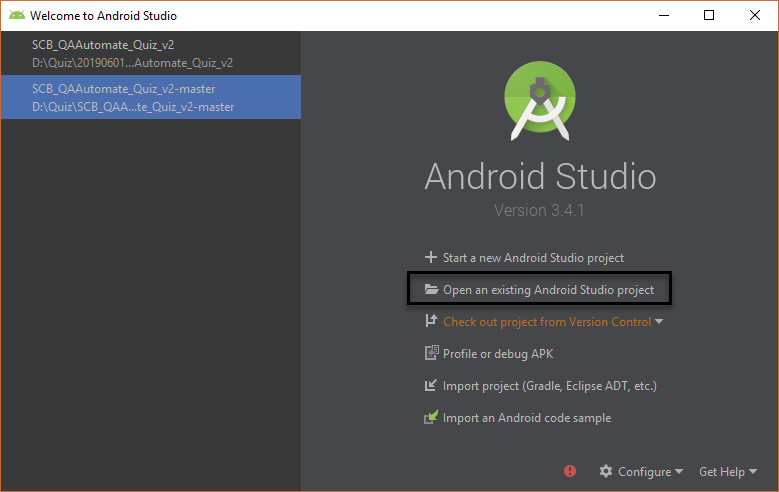 Welcome to Android Studio
SCB_QAAutomate_Quiz_v2
D:\Quiz\20190601...Automate_Quiz_v2
SCB_QAAutomate_Quiz_v2-master
D:\Quiz\SCB_QAA...te_Quiz_v2-master
Android Studio
Version 3.4.1
Start a new Android Studio project
Open an existing Android Studio project
Check out project from Version Control
Profile or debug APK
Import project (Gradle, Eclipse ADT, etc.)
Import an Android code sample
Configure
Get Help